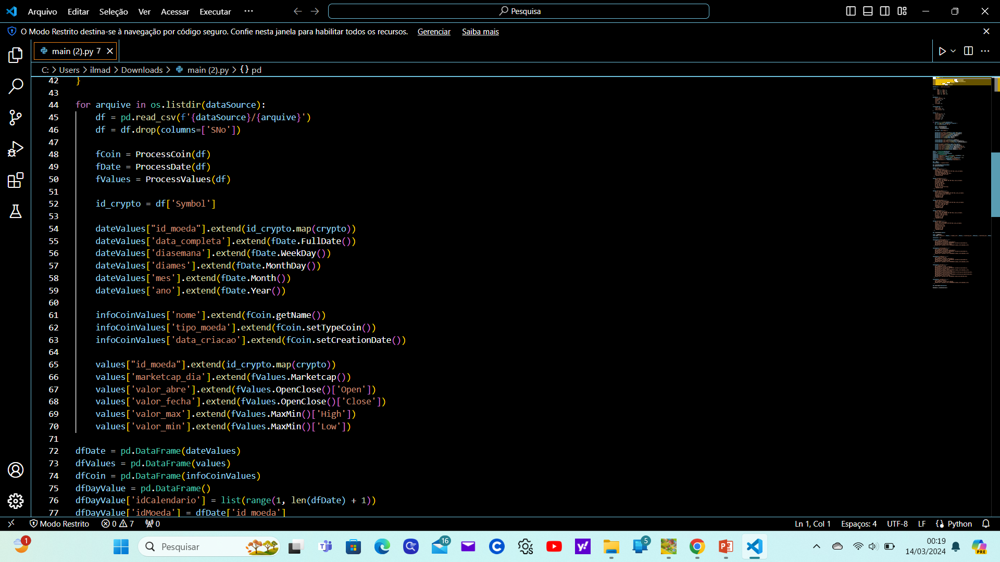 Arquivo Editar Seleção Ver Acessar Executar ··· Pesquisa
O Modo Restrito destina-se à navegação por código seguro. Confie nesta janela para habilitar todos os recursos. Gerenciar Saiba mais
main (2).py 7
C: > Users > ilmad > Downloads > main (2).py > {} pd
42 }
43
44 for arquive in os.listdir(dataSource):
45 df = pd.read_csv(f'{dataSource}/{arquive}')
46 df = df.drop(columns=['SNo'])
47
48 fCoin = ProcessCoin(df)
49 fDate = ProcessDate(df)
50 fValues = ProcessValues(df)
51
52 id_crypto = df['Symbol']
53
54 dateValues["id_moeda"].extend(id_crypto.map(crypto))
55 dateValues['data_completa'].extend(fDate.FullDate())
56 dateValues['diasemana'].extend(fDate.WeekDay())
57 dateValues['diames'].extend(fDate.MonthDay())
58 dateValues['mes'].extend(fDate.Month())
59 dateValues['ano'].extend(fDate.Year())
60
61 infoCoinValues['nome'].extend(fCoin.getName())
62 infoCoinValues['tipo_moeda'].extend(fCoin.setTypeCoin())
63 infoCoinValues['data_criacao'].extend(fCoin.setCreationDate())
64
65 values["id_moeda"].extend(id_crypto.map(crypto))
66 values['marketcap_dia'].extend(fValues.Marketcap())
67 values['valor_abre'].extend(fValues.OpenClose()['Open'])
68 values['valor_fecha'].extend(fValues.OpenClose()['Close'])
69 values['valor_max'].extend(fValues.MaxMin()['High'])
70 values['valor_min'].extend(fValues.MaxMin()['Low'])
71
72 dfDate = pd.DataFrame(dateValues)
73 dfValues = pd.DataFrame(values)
74 dfCoin = pd.DataFrame(infoCoinValues)
75 dfDayValue = pd.DataFrame()
76 dfDayValue['idCalendario'] = list(range(1, len(dfDate) + 1))
77 dfDayValue['idMoeda'] = dfDate['id_moeda']
Modo Restrito 0 7 0 Ln 1, Col 1 Espaços: 4 UTF-8 LF Python
1 Pesquisar 16 5 00:19
14/03/2024 PRE